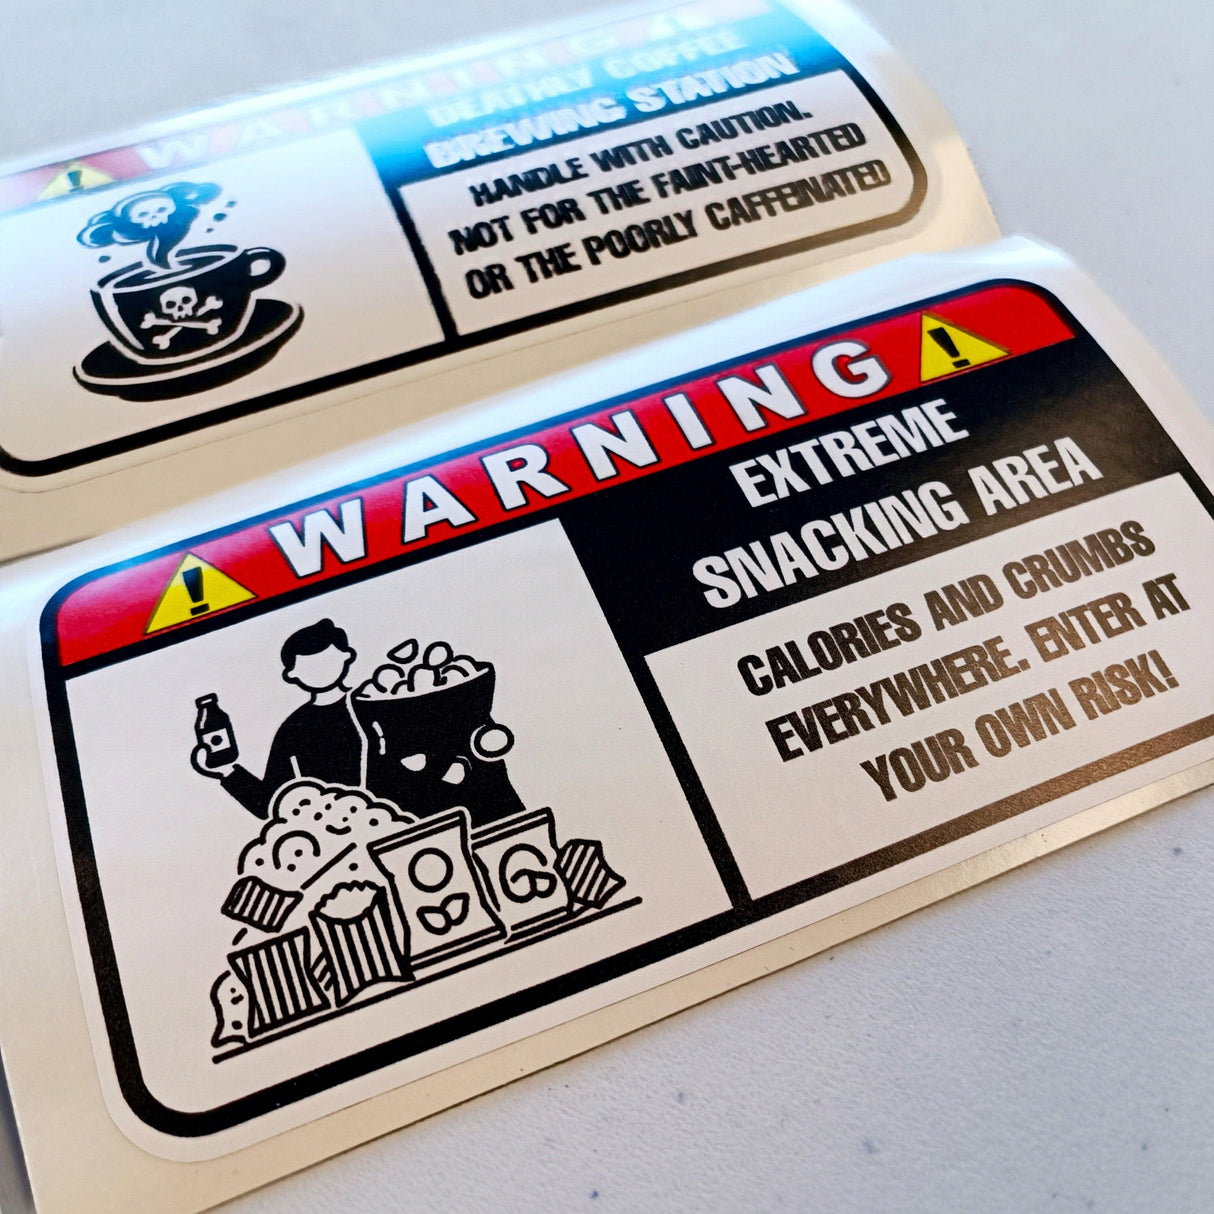 WARNING
DEATHLY COFFEE
BREWING STATION
HANDLE WITH CAUTION.
NOT FOR THE FAINT-HEARTED
OR THE POORLY CAFFEINATED
WARNING
EXTREME
SNACKING AREA
CALORIES AND CRUMBS
EVERYWHERE. ENTER AT
YOUR OWN RISK!